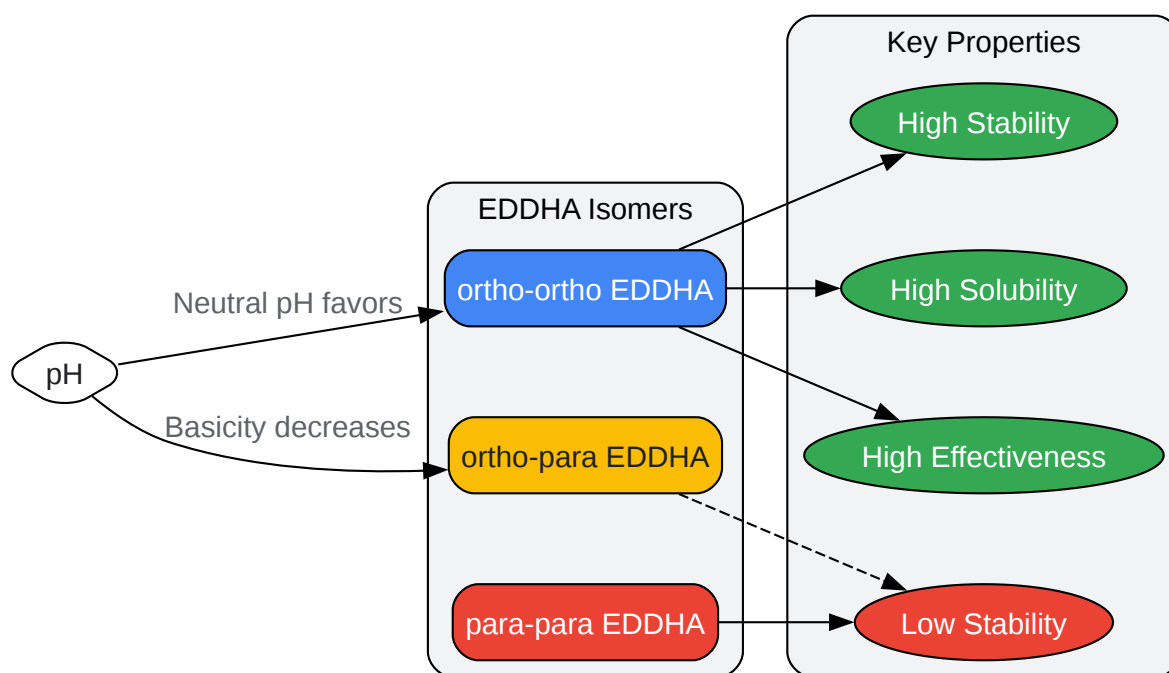 Key Properties
High Stability
EDDHA Isomers
ortho-ortho EDDHA
High Solubility
Neutral pH favors
pH
Basicity decreases
ortho-para EDDHA
High Effectiveness
para-para EDDHA
Low Stability